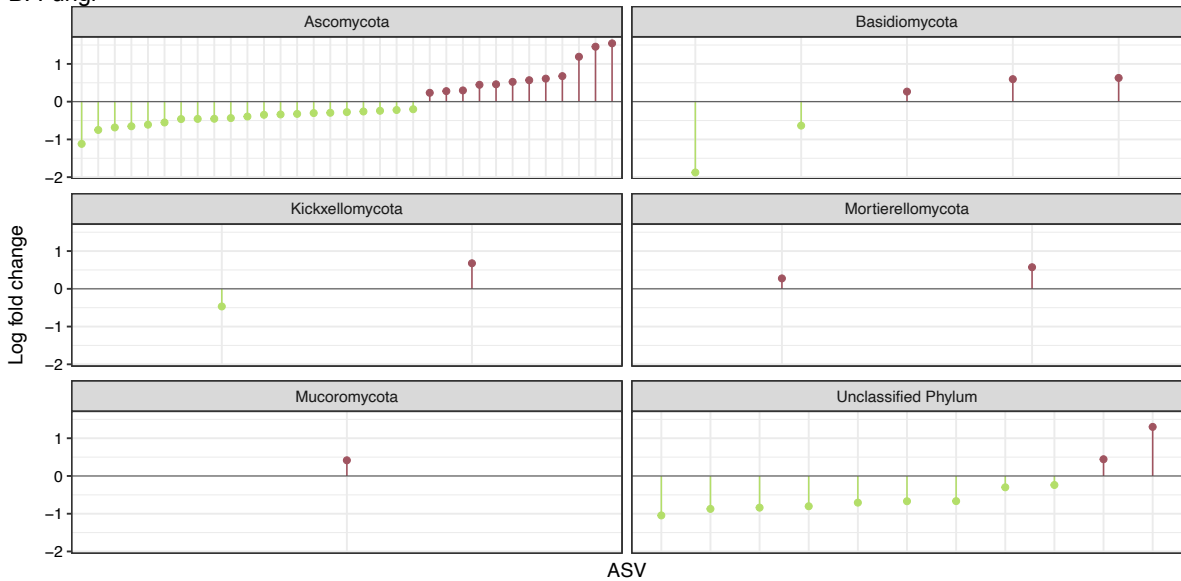 Ascomycota
Basidiomycota
1
0
−1
−2
Kickxellomycota
Mortierellomycota
1
0
−1
−2
Mucoromycota
Unclassified Phylum
1
0
−1
−2
Log fold change
ASV